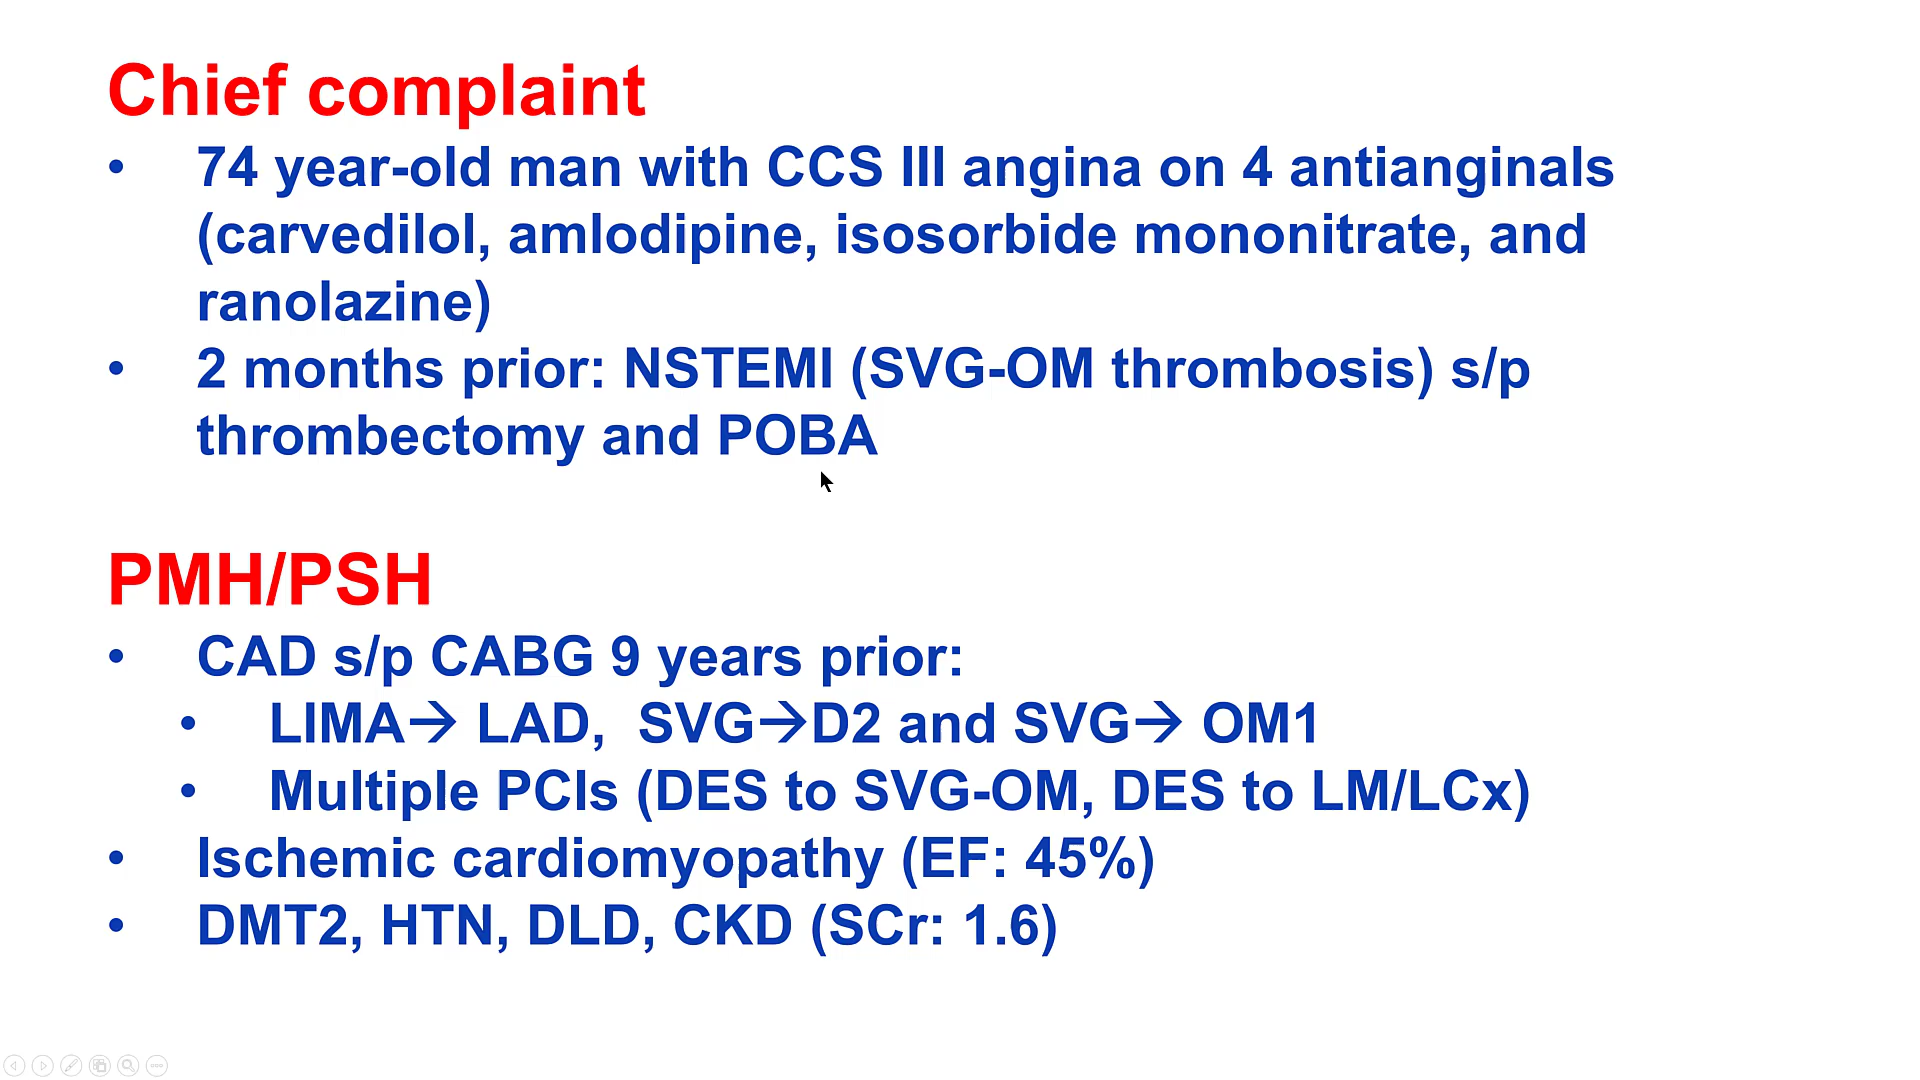 Chief complaint
• 74 year-old man with CCS III angina on 4 antianginals
(carvedilol, amlodipine, isosorbide mononitrate, and
ranolazine)
• 2 months prior: NSTEMI (SVG-OM thrombosis) s/p
thrombectomy and POBA
PMH/PSH
• CAD s/p CABG 9 years prior:
• LIMA→ LAD, SVG→D2 and SVG→ OM1
• Multiple PCIs (DES to SVG-OM, DES to LM/LCx)
• Ischemic cardiomyopathy (EF: 45%)
• DMT2, HTN, DLD, CKD (SCr: 1.6)